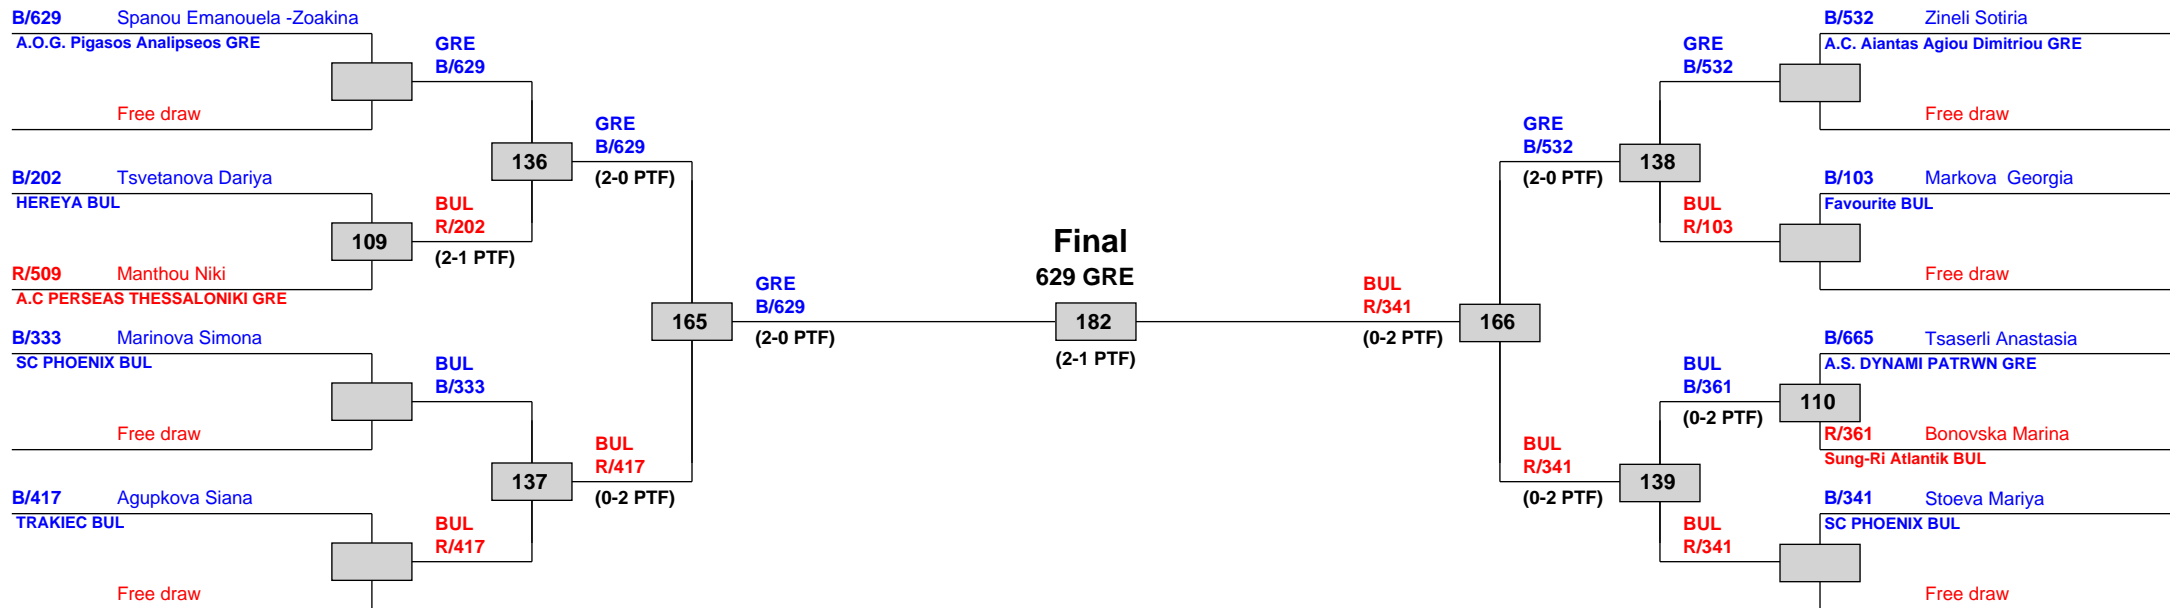 B/629 Spanou Emanouela -Zoakina
A.O.G. Pigasos Analipseos GRE
Free draw
GRE
B/629
B/202 Tsvetanova Dariya
HEREYA BUL
109
R/509 Manthou Niki
A.C PERSEAS THESSALONIKI GRE
BUL
R/202
(2-1 PTF)
136
GRE
B/629
(2-0 PTF)
B/333 Marinova Simona
SC PHOENIX BUL
Free draw
BUL
B/333
B/417 Agupkova Siana
TRAKIEC BUL
Free draw
BUL
R/417
137
BUL
R/417
(0-2 PTF)
165
GRE
B/629
(2-0 PTF)
Final
629 GRE
182
(2-1 PTF)
BUL
R/341
(0-2 PTF)
166
GRE
B/532
(2-0 PTF)
138
GRE
B/532
B/532 Zineli Sotiria
A.C. Aiantas Agiou Dimitriou GRE
Free draw
BUL
R/103
B/103 Markova Georgia
Favourite BUL
Free draw
BUL
R/341
(0-2 PTF)
139
BUL
B/361
(0-2 PTF)
110
B/665 Tsaserli Anastasia
A.S. DYNAMI PATRWN GRE
R/361 Bonovska Marina
Sung-Ri Atlantik BUL
BUL
R/341
B/341 Stoeva Mariya
SC PHOENIX BUL
Free draw